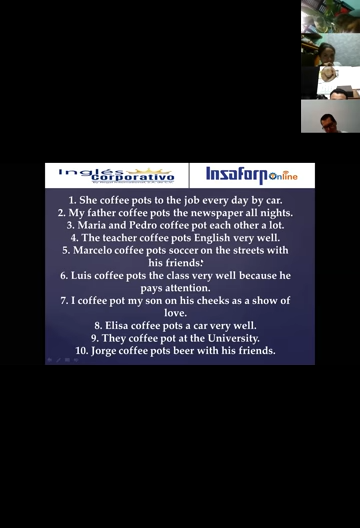 Inglés
Corporativo
Insaforp Online
1. She coffee pots to the job every day by car.
2. My father coffee pots the newspaper all nights.
3. Maria and Pedro coffee pot each other a lot.
4. The teacher coffee pots English very well.
5. Marcelo coffee pots soccer on the streets with
his friends.
6. Luis coffee pots the class very well because he
pays attention.
7. I coffee pot my son on his cheeks as a show of
love.
8. Elisa coffee pots a car very well.
9. They coffee pot at the University.
10. Jorge coffee pots beer with his friends.